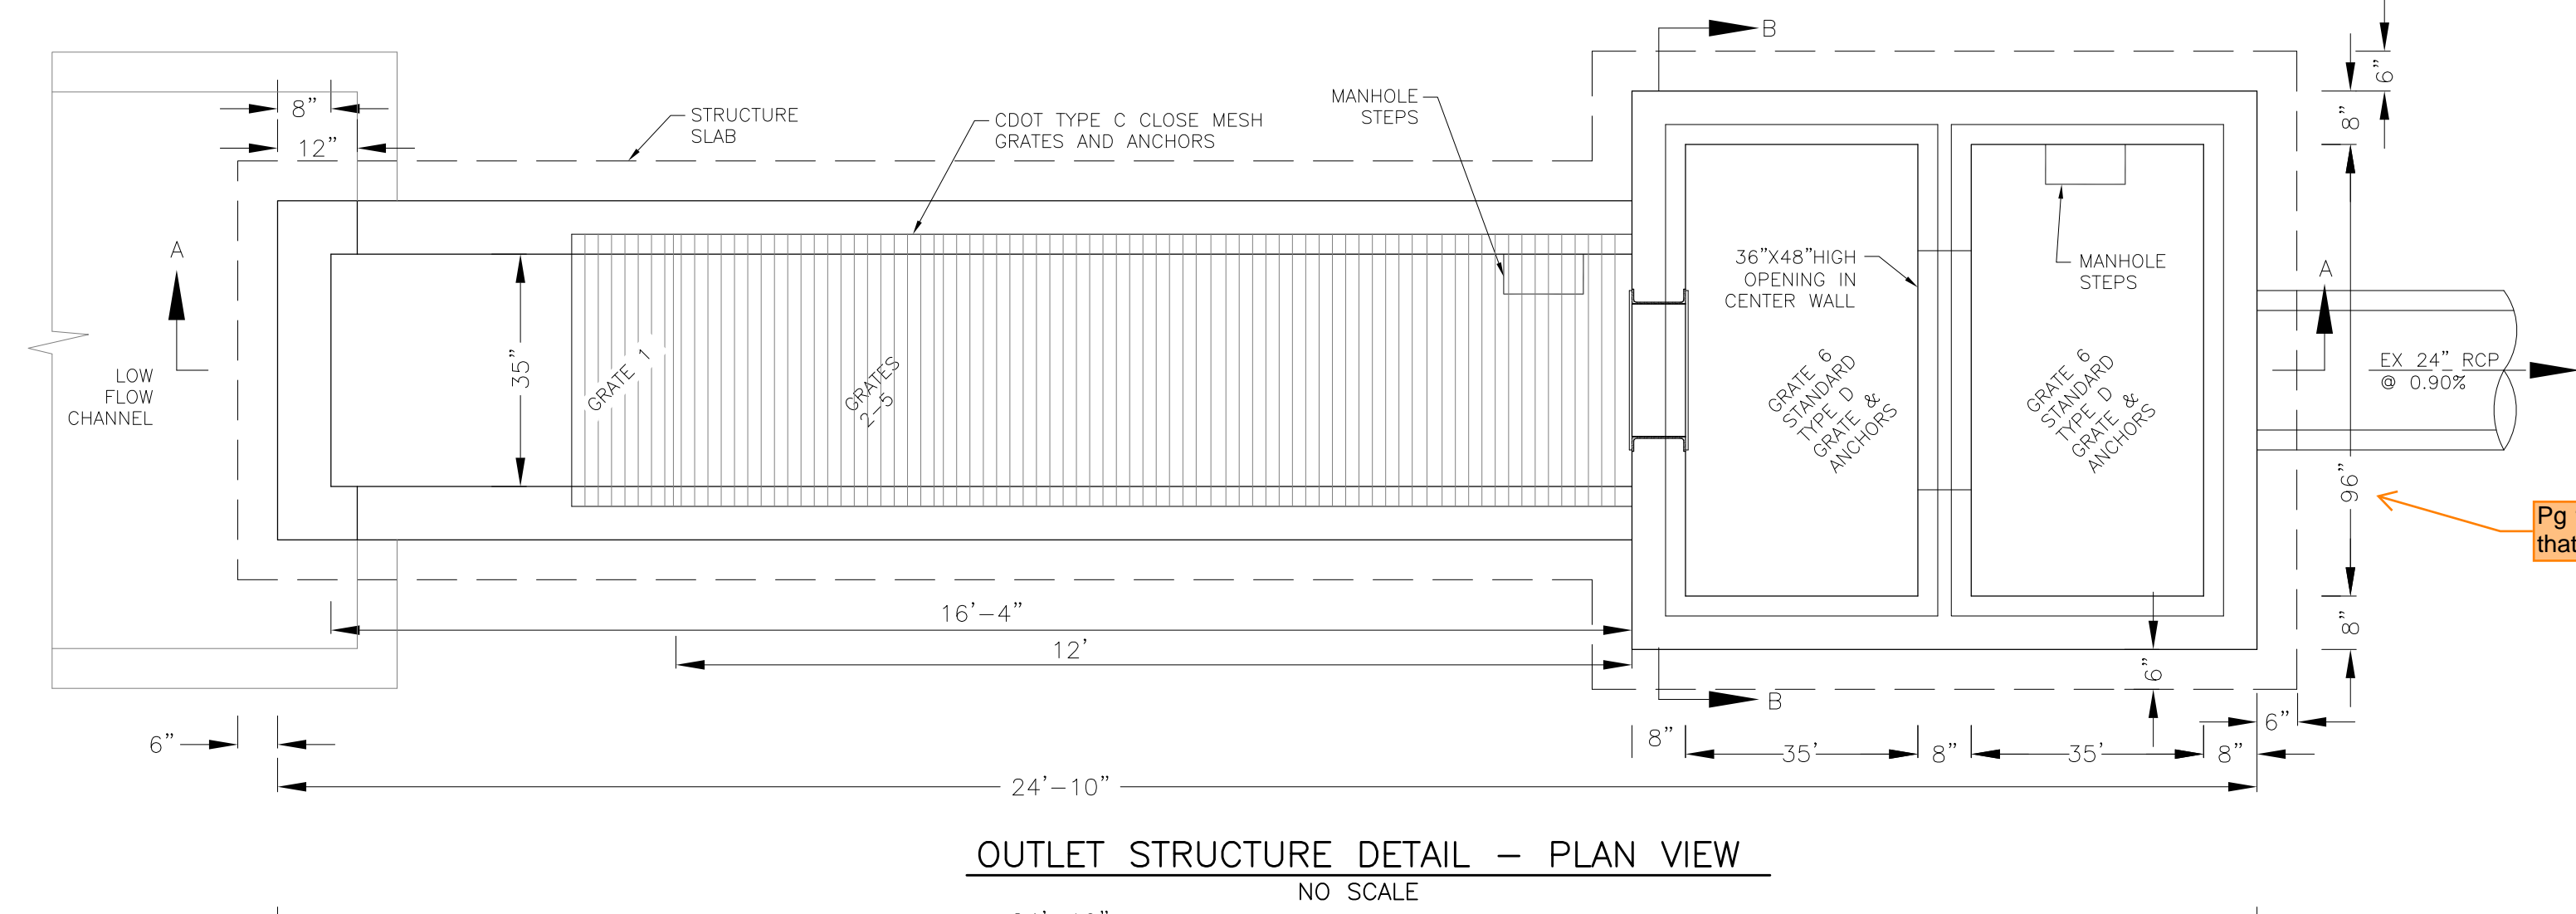 B
6"
8"
8"
12"
STRUCTURE
SLAB
CDOT TYPE C CLOSE MESH
GRATES AND ANCHORS
MANHOLE
STEPS
A
36"X48"HIGH
OPENING IN
CENTER WALL
MANHOLE
STEPS
A
LOW
FLOW
CHANNEL
35"
GRATE 1
GRATES
2-5
GRATE 6
STANDARD
TYPE D
GRATE &
ANCHORS
GRATE 6
STANDARD
TYPE D
GRATE &
ANCHORS
EX 24" RCP
@ 0.90%
96"
Pg
that
16'-4"
12'
8"
6"
B
6"
6"
8"
35'
8"
35'
8"
24'-10"
OUTLET STRUCTURE DETAIL – PLAN VIEW
NO SCALE